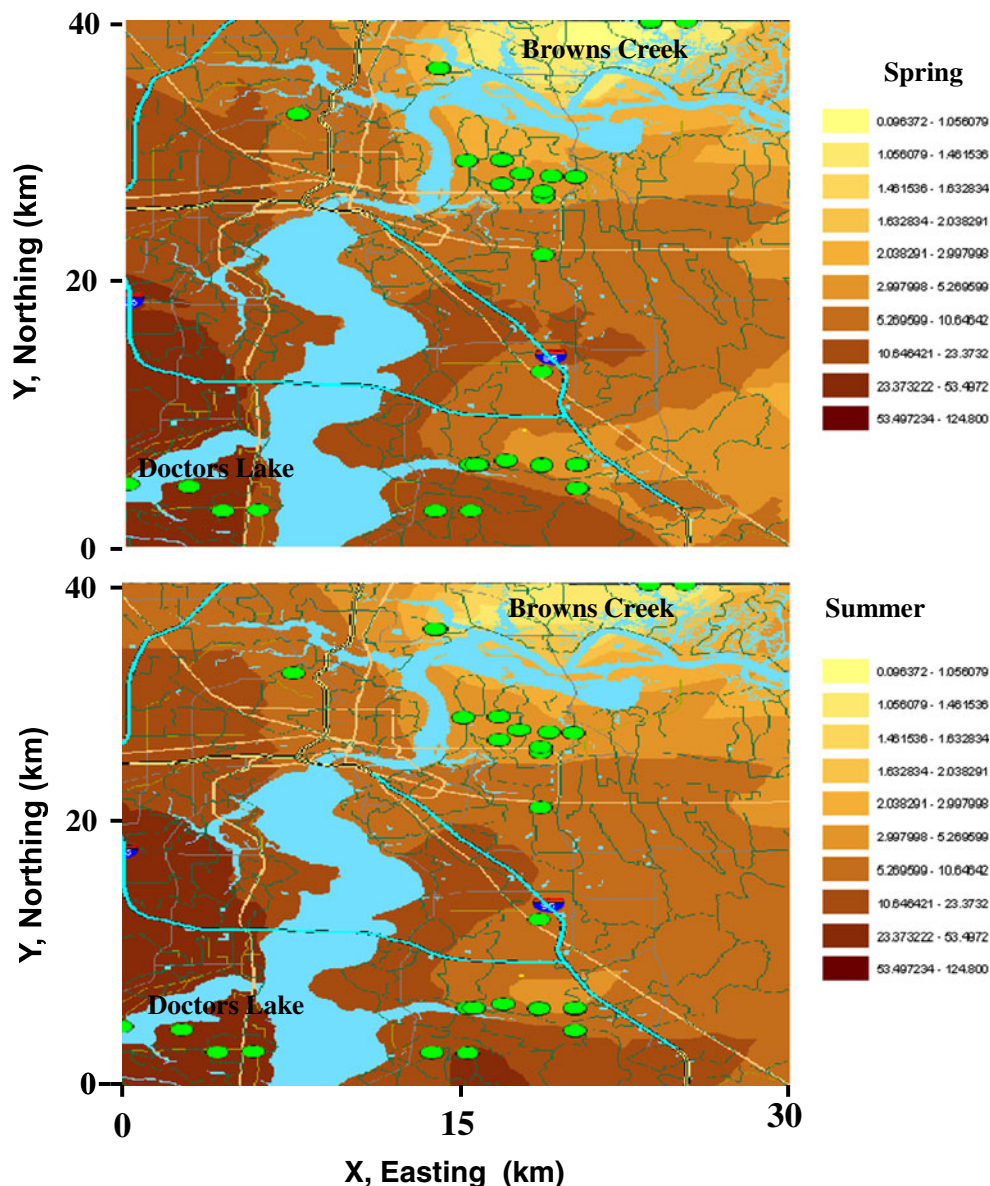 40
Browns Creek
Spring
0.096372 - 1.056079
1.056079 - 1.461536
1.461536 - 1.632834
1.632834 - 2.038291
2.038291 - 2.997998
2.997998 - 5.269599
5.269599 - 10.64642
10.646421 - 23.3732
23.373222 - 53.4972
53.497234 - 124.800
Y, Northing (km)
20
Doctors Lake
0
40
Browns Creek
Summer
0.096372 - 1.056079
1.056079 - 1.461536
1.461536 - 1.632834
1.632834 - 2.038291
2.038291 - 2.997998
2.997998 - 5.269599
5.269599 - 10.64642
10.646421 - 23.3732
23.373222 - 53.4972
53.497234 - 124.800
Y, Northing (km)
20
Doctors Lake
0
0
15
30
X, Easting (km)